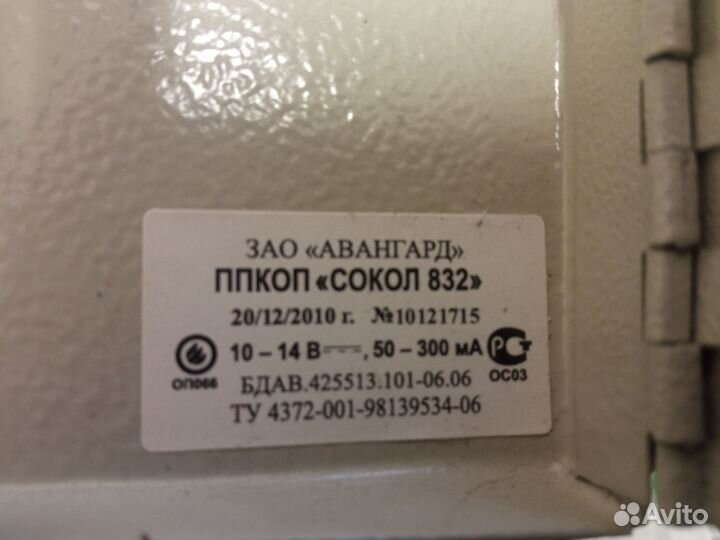 ЗАО «АВАНГАРД»
ППКОП «СОКОЛ 832»
20/12/2010 г. №10121715
10 – 14 В ⎓, 50 – 300 мА РСТ
ОП066 БДАВ.425513.101-06.06 ОС03
ТУ 4372-001-98139534-06
Avito